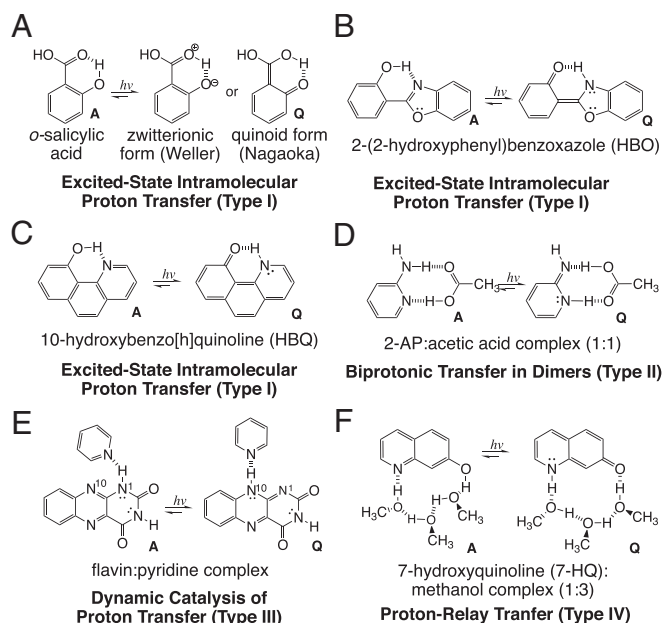 A
HO
O
H
O
A
hν
HO
O⊕
H
O⊖
or
HO
O
H
O
Q
o-salicylic
acid
zwitterionic
form (Weller)
quinoid form
(Nagaoka)
Excited-State Intramolecular
Proton Transfer (Type I)
B
O
H
N
O
A
hν
O
H
N
O
Q
2-(2-hydroxyphenyl)benzoxazole (HBO)
Excited-State Intramolecular
Proton Transfer (Type I)
C
O
H
N
A
hν
O
H
N
Q
10-hydroxybenzo[h]quinoline (HBQ)
Excited-State Intramolecular
Proton Transfer (Type I)
D
H
N
H
O
CH3
N
H
O
A
hν
H
N
H
O
CH3
N
H
O
Q
2-AP:acetic acid complex (1:1)
Biprotonic Transfer in Dimers (Type II)
E
N
H
N10
N1
O
N
N
H
O
A
hν
N
H
N10
N1
O
N
N
H
O
Q
flavin:pyridine complex
Dynamic Catalysis of
Proton Transfer (Type III)
F
N
O
H
H
H3C
O
H
O
H
O
CH3
CH3
A
hν
N
O
H
H
H3C
O
H
O
H
O
CH3
H3C
Q
7-hydroxyquinoline (7-HQ):
methanol complex (1:3)
Proton-Relay Tranfer (Type IV)